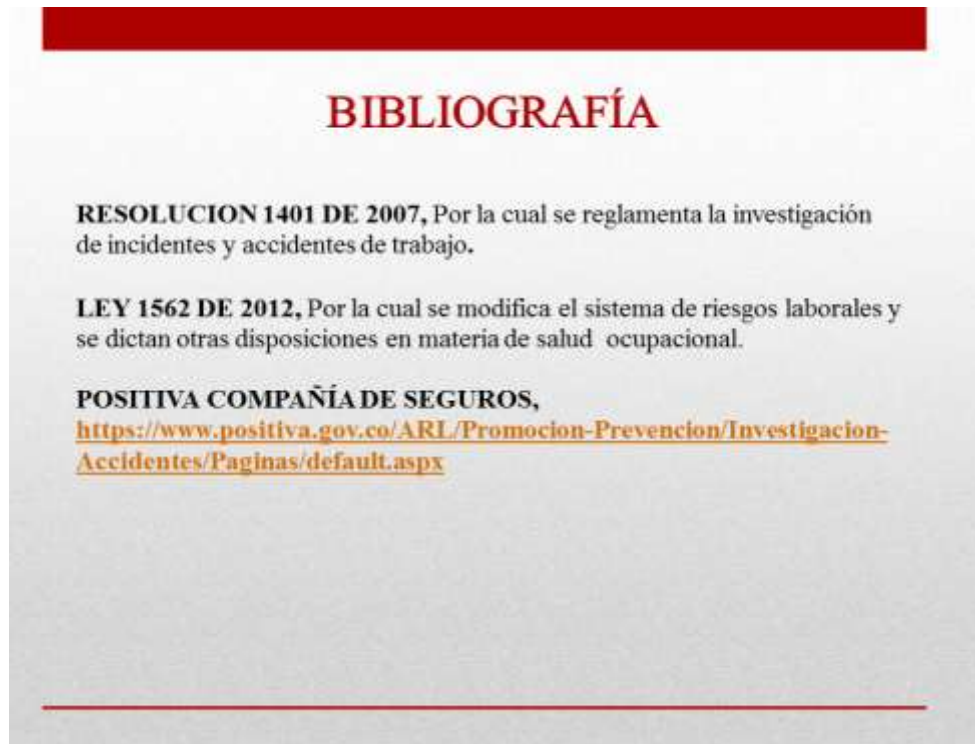 BIBLIOGRAFÍA
RESOLUCION 1401 DE 2007, Por la cual se reglamenta la investigación
de incidentes y accidentes de trabajo.
LEY 1562 DE 2012, Por la cual se modifica el sistema de riesgos laborales y
se dictan otras disposiciones en materia de salud ocupacional.
POSITIVA COMPAÑÍA DE SEGUROS,
https://www.positiva.gov.co/ARL/Promocion-Prevencion/Investigacion-
Accidentes/Paginas/default.aspx